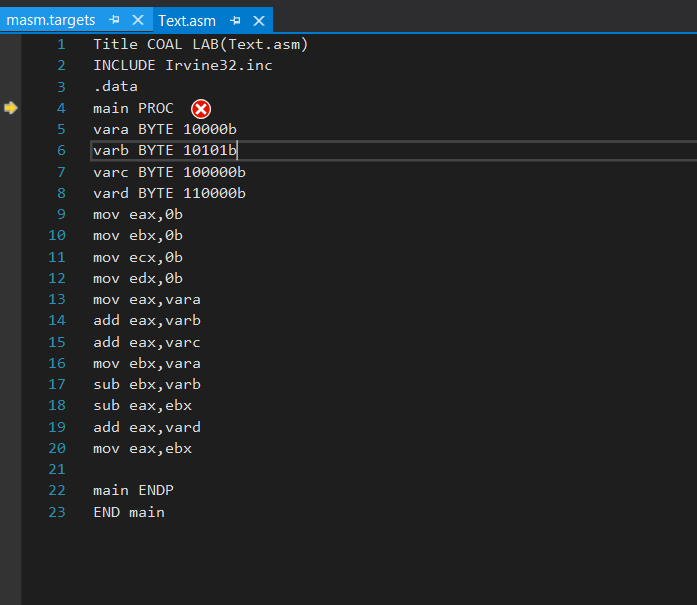 masm.targets Text.asm
1 Title COAL LAB(Text.asm)
2 INCLUDE Irvine32.inc
3 .data
4 main PROC
5 vara BYTE 10000b
6 varb BYTE 10101b
7 varc BYTE 100000b
8 vard BYTE 110000b
9 mov eax,0b
10 mov ebx,0b
11 mov ecx,0b
12 mov edx,0b
13 mov eax,vara
14 add eax,varb
15 add eax,varc
16 mov ebx,vara
17 sub ebx,varb
18 sub eax,ebx
19 add eax,vard
20 mov eax,ebx
21
22 main ENDP
23 END main